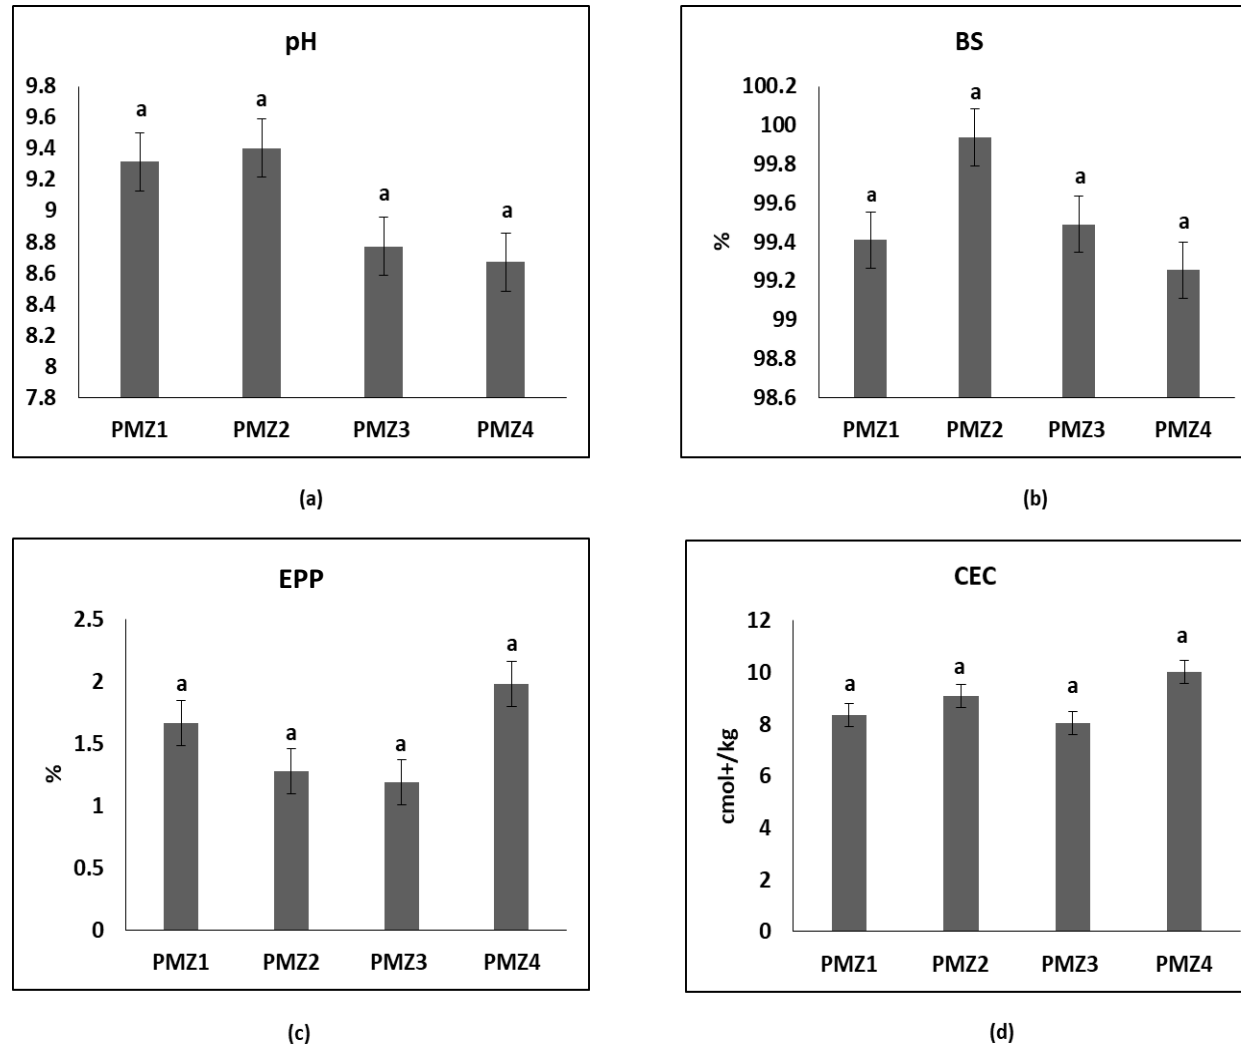 pH
9.8
9.6
9.4
9.2
9
8.8
8.6
8.4
8.2
8
7.8
a
a
a
a
PMZ1 PMZ2 PMZ3 PMZ4
(a)
BS
%
100.2
100
99.8
99.6
99.4
99.2
99
98.8
98.6
a
a
a
a
PMZ1 PMZ2 PMZ3 PMZ4
(b)
EPP
%
2.5
2
1.5
1
0.5
0
a
a
a
a
PMZ1 PMZ2 PMZ3 PMZ4
(c)
CEC
cmol+/kg
12
10
8
6
4
2
0
a
a
a
a
PMZ1 PMZ2 PMZ3 PMZ4
(d)